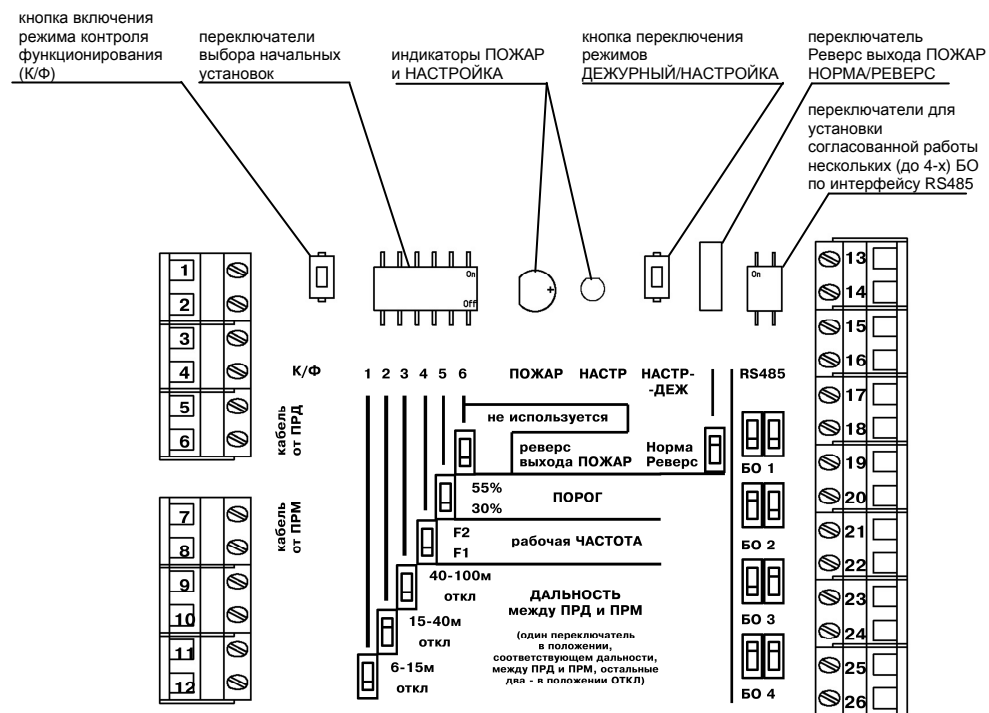 кнопка включения
режима контроля
функционирования
(К/Ф)
переключатели
выбора начальных
установок
индикаторы ПОЖАР
и НАСТРОЙКА
кнопка переключения
режимов
ДЕЖУРНЫЙ/НАСТРОЙКА
переключатель
Реверс выхода ПОЖАР
НОРМА/РЕВЕРС
переключатели для
установки
согласованной работы
нескольких (до 4-х) БО
по интерфейсу RS485
1
2
3
4
5
6
кабель
от ПРД
7
8
9
10
11
12
кабель
от ПРМ
On
Off
+
On
К/Ф 1 2 3 4 5 6 ПОЖАР НАСТР НАСТР-
-ДЕЖ
RS485
не используется
реверс
выхода ПОЖАР
Норма
Реверс
55%
30%
ПОРОГ
F2
F1
рабочая ЧАСТОТА
40-100м
откл
15-40м
откл
6-15м
откл
ДАЛЬНОСТЬ
между ПРД и ПРМ
(один переключатель
в положении,
соответствующем дальности,
между ПРД и ПРМ, остальные
два - в положении ОТКЛ)
БО 1
БО 2
БО 3
БО 4
13
14
15
16
17
18
19
20
21
22
23
24
25
26